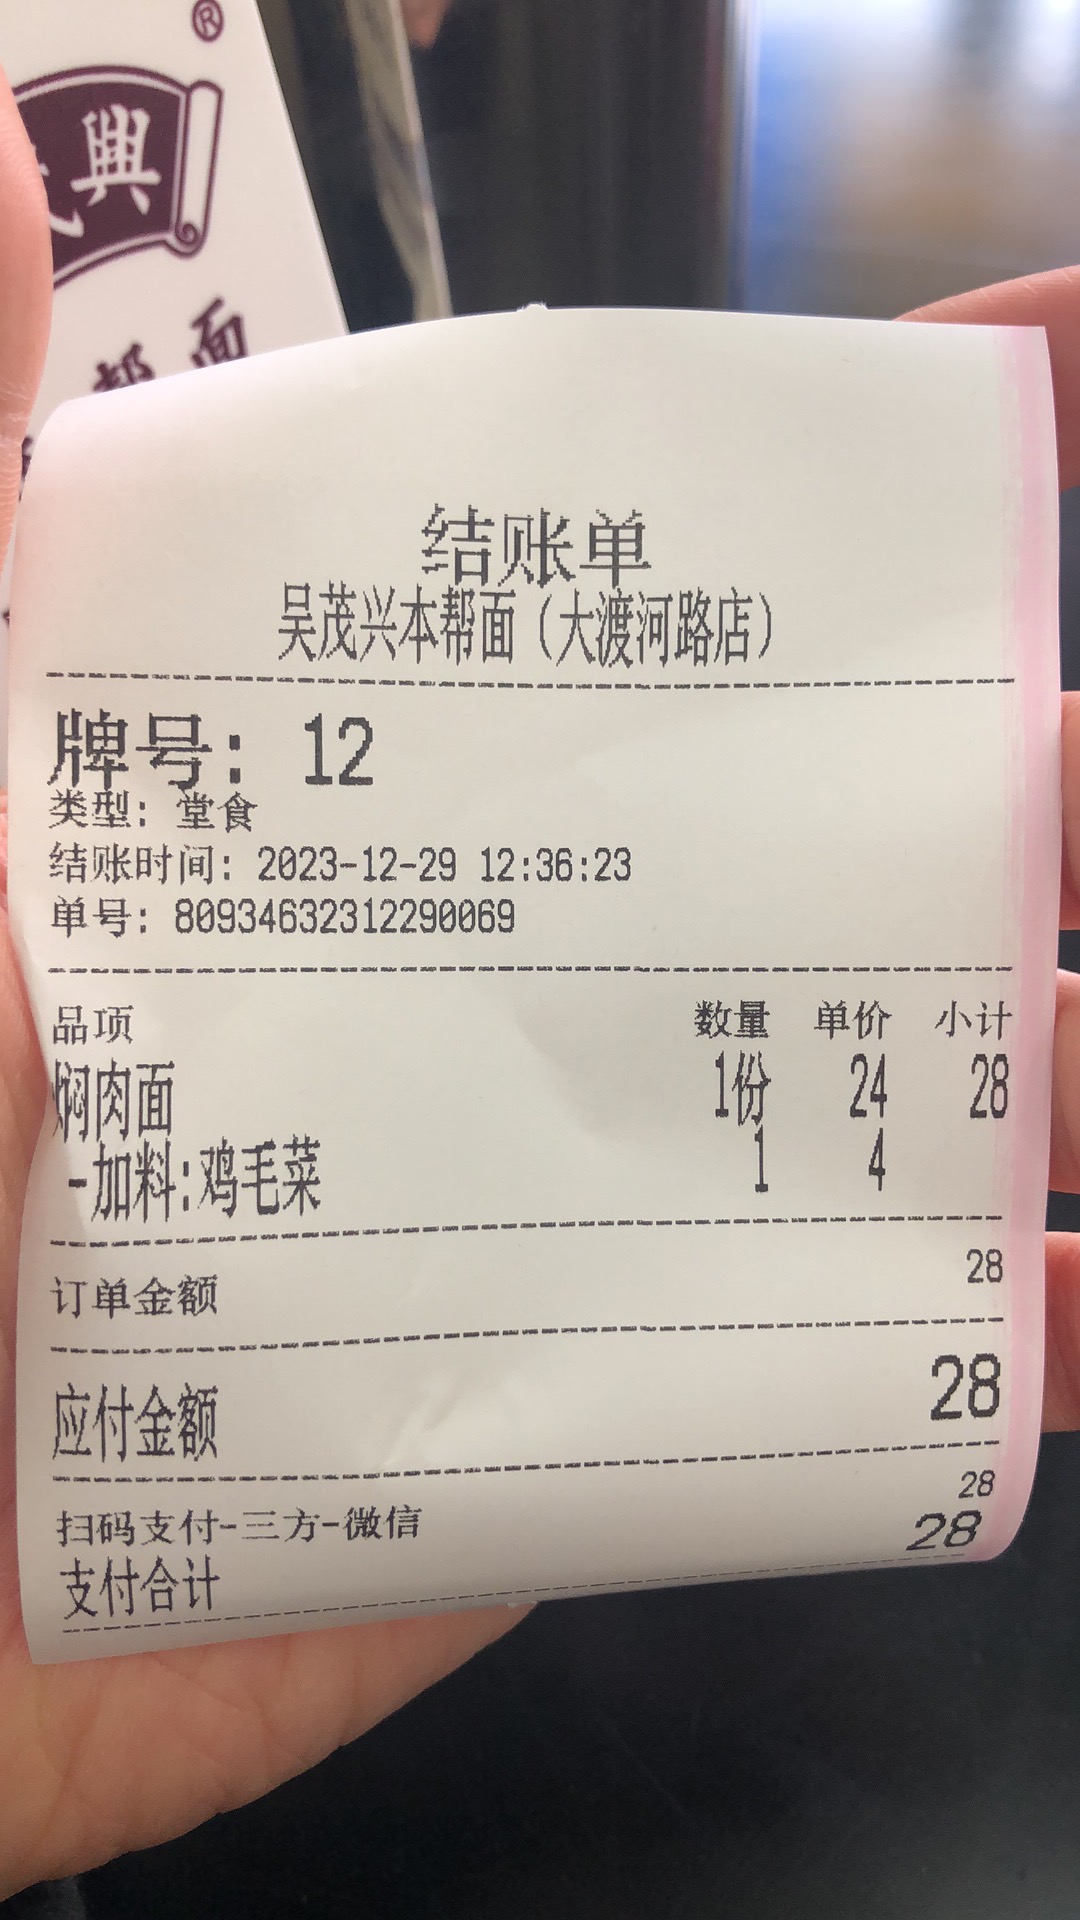 ®
興
面
结账单
吴茂兴本帮面（大渡河路店）
牌号: 12
类型: 堂食
结账时间: 2023-12-29 12:36:23
单号: 80934632312290069
品项 数量 单价 小计
焖肉面 1份 24 28
-加料:鸡毛菜 1 4
订单金额 28
应付金额 28
扫码支付-三方-微信 28
支付合计 28